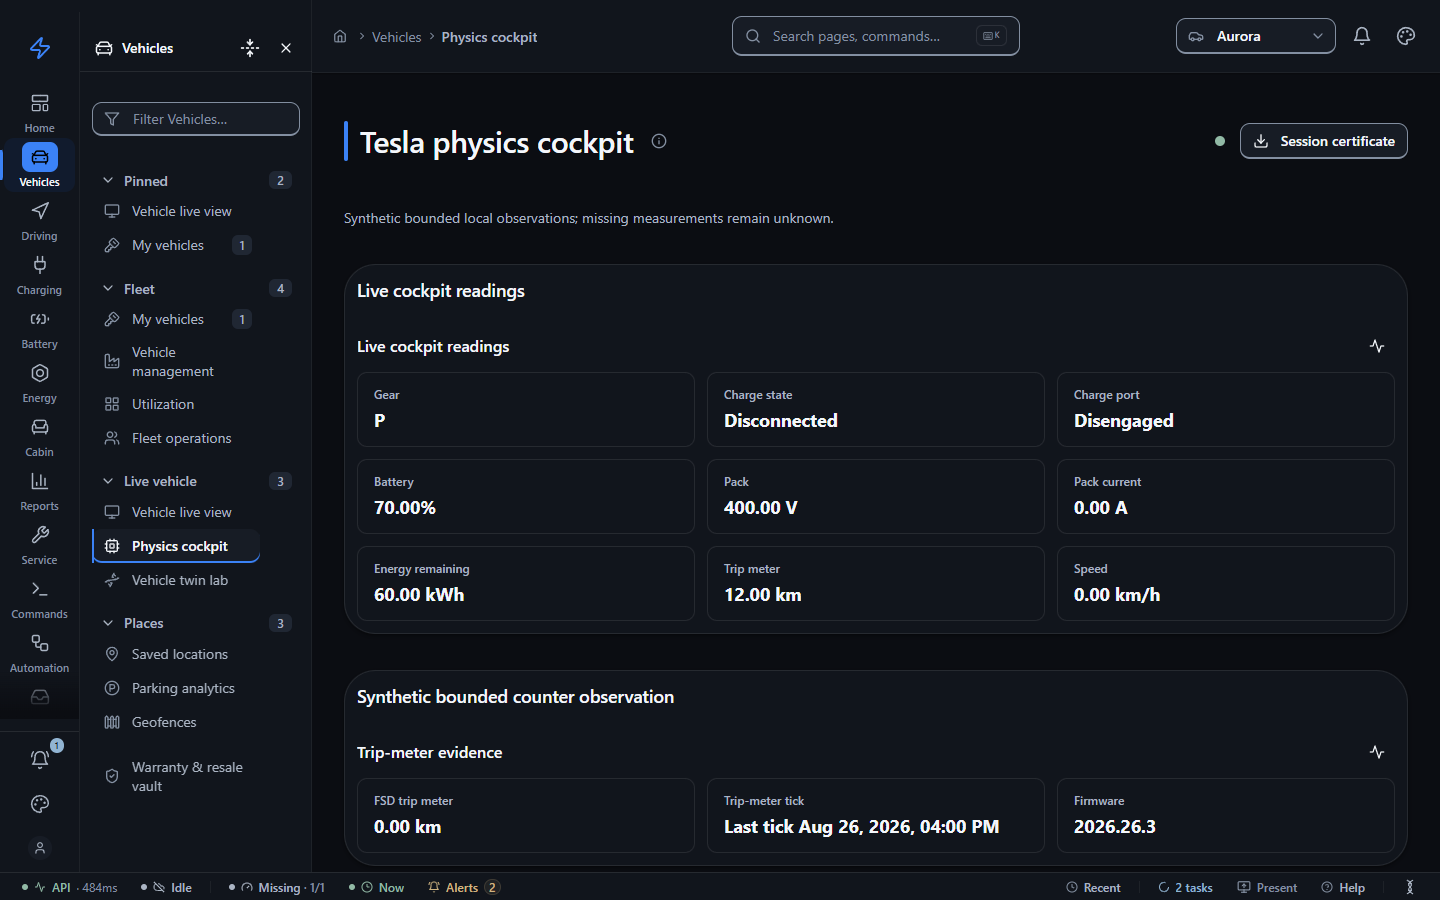 Home
Vehicles
Driving
Charging
Battery
Energy
Cabin
Reports
Service
Commands
Automation
1
Vehicles
Filter Vehicles...
Pinned 2
Vehicle live view
My vehicles 1
Fleet 4
My vehicles 1
Vehicle
management
Utilization
Fleet operations
Live vehicle 3
Vehicle live view
Physics cockpit
Vehicle twin lab
Places 3
Saved locations
Parking analytics
Geofences
Warranty & resale
vault
Vehicles Physics cockpit
Search pages, commands... K
Aurora
Tesla physics cockpit
Session certificate
Synthetic bounded local observations; missing measurements remain unknown.
Live cockpit readings
Live cockpit readings
Gear
P
Charge state
Disconnected
Charge port
Disengaged
Battery
70.00%
Pack
400.00 V
Pack current
0.00 A
Energy remaining
60.00 kWh
Trip meter
12.00 km
Speed
0.00 km/h
Synthetic bounded counter observation
Trip-meter evidence
FSD trip meter
0.00 km
Trip-meter tick
Last tick Aug 26, 2026, 04:00 PM
Firmware
2026.26.3
API · 484ms Idle Missing · 1/1 Now Alerts 2 Recent 2 tasks Present Help